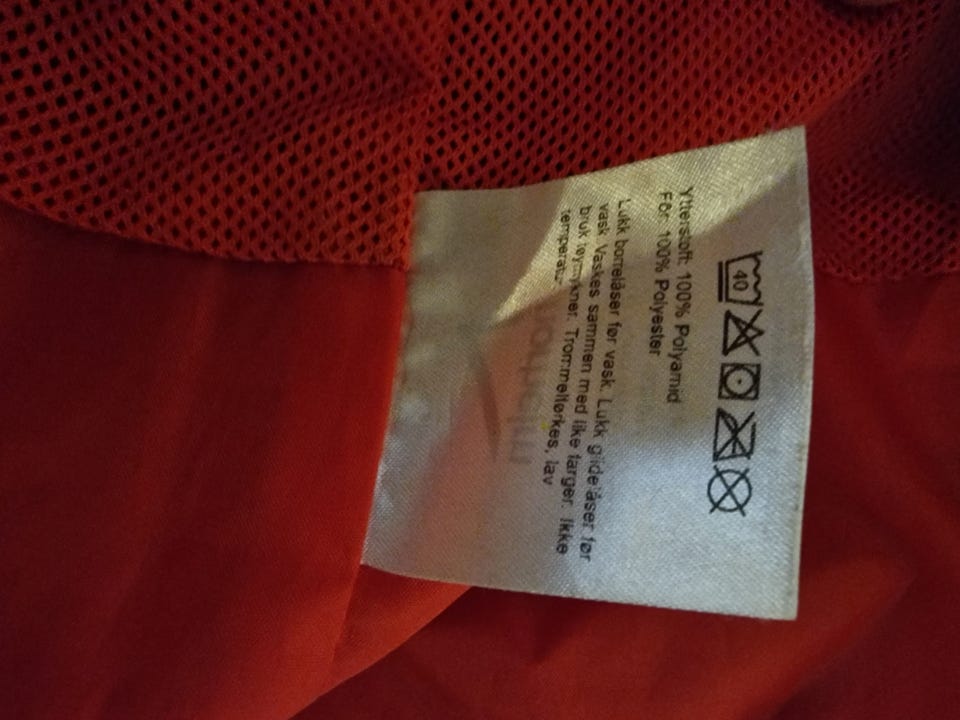 40
Ytterstoff: 100% Polyamid
Fôr: 100% Polyester
Lukk borrelåser før vask. Lukk glidelåser før
vask. Vaskes sammen med like farger. Ikke
bruk tøymykner. Trommeltørkes, lav
temperatur